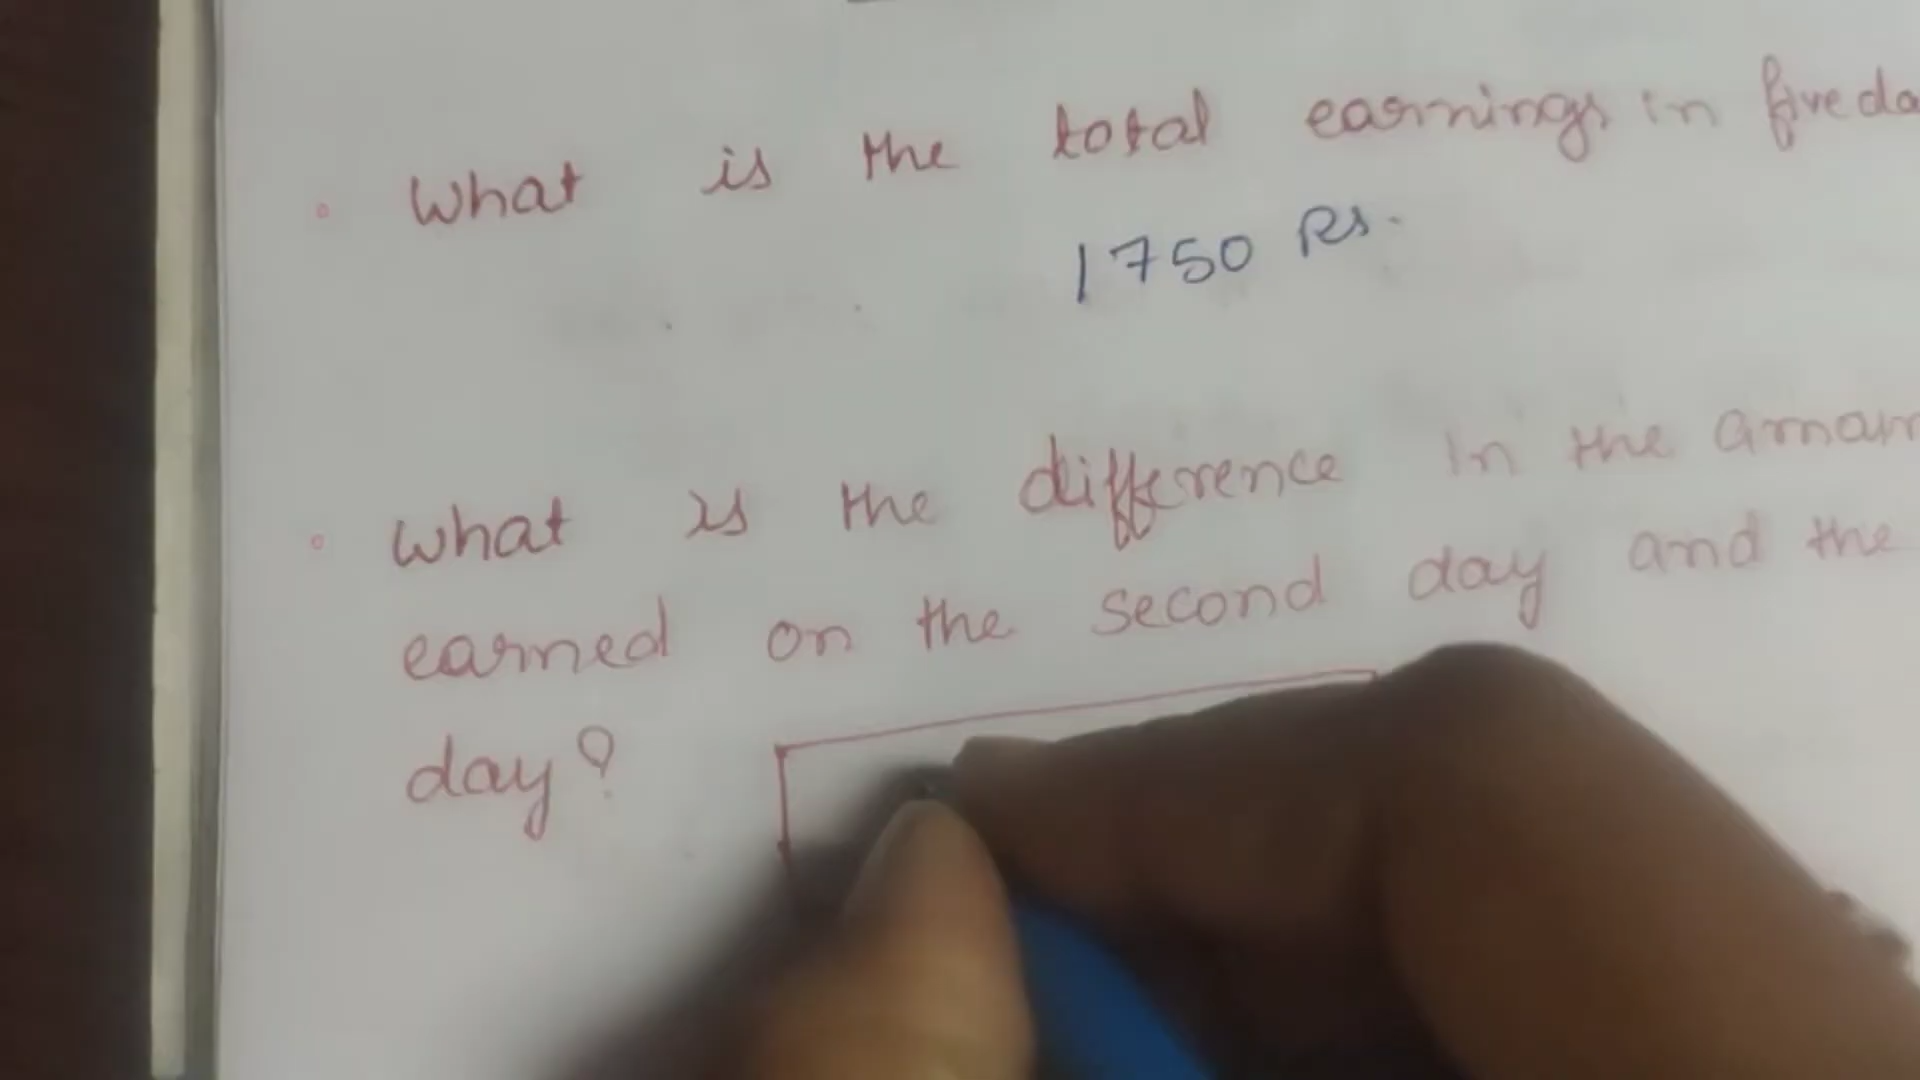 What is the total earnings in five
1750 Rs.
What is the difference in the
earned on the second day and the
day?